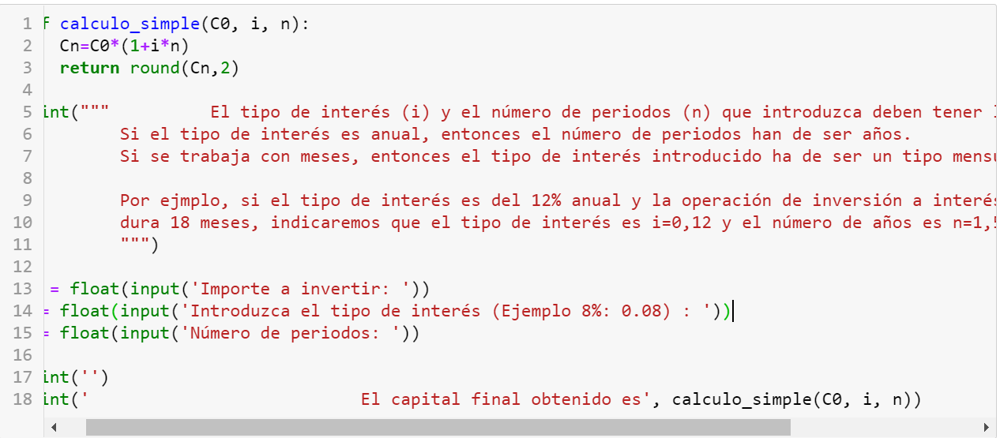 1 f calculo_simple(C0, i, n):
2 Cn=C0*(1+i*n)
3 return round(Cn,2)
4
5 int(""" El tipo de interés (i) y el número de periodos (n) que introduzca deben tener
6 Si el tipo de interés es anual, entonces el número de periodos han de ser años.
7 Si se trabaja con meses, entonces el tipo de interés introducido ha de ser un tipo mensu
8
9 Por ejmplo, si el tipo de interés es del 12% anual y la operación de inversión a interés
10 dura 18 meses, indicaremos que el tipo de interés es i=0,12 y el número de años es n=1,5
11 """)
12
13 = float(input('Importe a invertir: '))
14 = float(input('Introduzca el tipo de interés (Ejemplo 8%: 0.08) : '))
15 = float(input('Número de periodos: '))
16
17 int('')
18 int(' El capital final obtenido es', calculo_simple(C0, i, n))